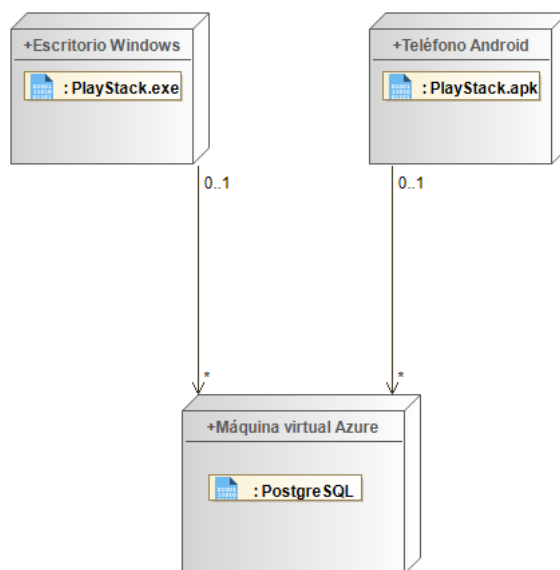 +Escritorio Windows
: PlayStack.exe
+Teléfono Android
: PlayStack.apk
0..1
0..1
*
*
+Máquina virtual Azure
: PostgreSQL